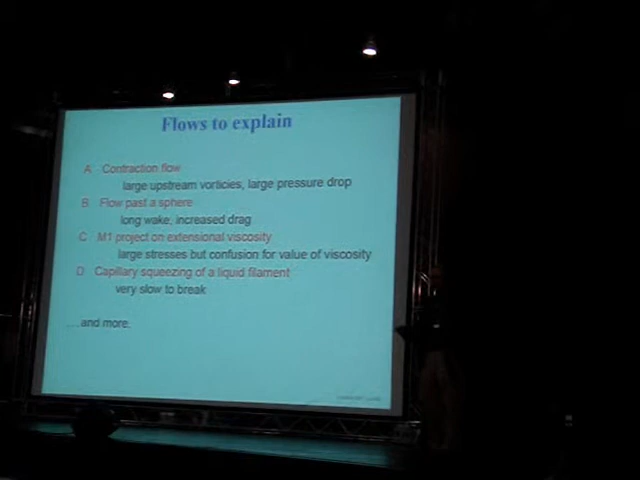 Flows to explain
A Contraction flow
large upstream vorticies, large pressure drop
B Flow past a sphere
long wake, increased drag
C M1 project on extensional viscosity
large stresses but confusion for value of viscosity
D Capillary squeezing of a liquid filament
very slow to break
....and more.